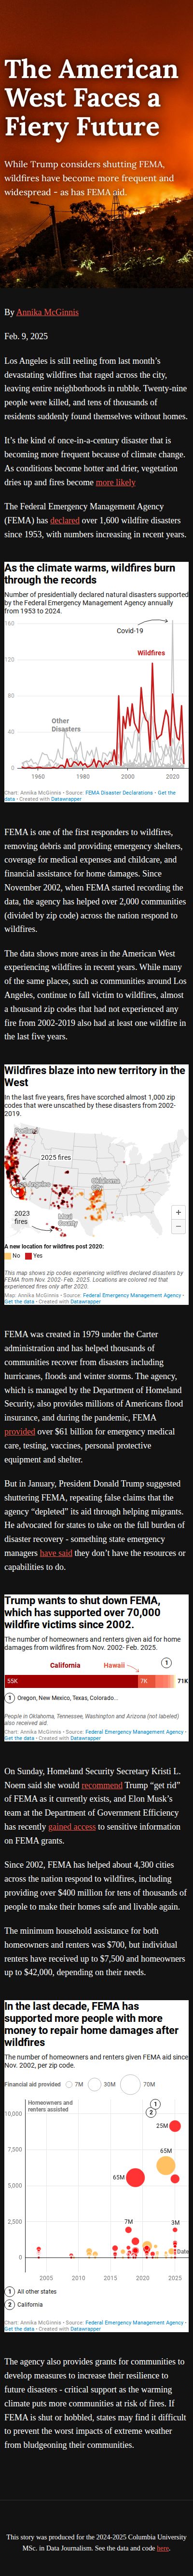 The American
West Faces a
Fiery Future
While Trump considers shutting FEMA,
wildfires have become more frequent and
widespread - as has FEMA aid.
By Annika McGinnis
Feb. 9, 2025
Los Angeles is still reeling from last month’s
devastating wildfires that raged across the city,
leaving entire neighborhoods in rubble. Twenty-nine
people were killed, and tens of thousands of
residents suddenly found themselves without homes.
It’s the kind of once-in-a-century disaster that is
becoming more frequent because of climate change.
As conditions become hotter and drier, vegetation
dries up and fires become more likely
The Federal Emergency Management Agency
(FEMA) has declared over 1,600 wildfire disasters
since 1953, with numbers increasing in recent years.
As the climate warms, wildfires burn
through the records
Number of presidentially declared natural disasters supported
by the Federal Emergency Management Agency annually
from 1953 to 2024.
160
Covid-19
Wildfires
120
80
Other
Disasters
40
0
1960 1980 2000 2020
Chart: Annika McGinnis • Source: FEMA Disaster Declarations • Get the
data • Created with Datawrapper
FEMA is one of the first responders to wildfires,
removing debris and providing emergency shelters,
coverage for medical expenses and childcare, and
financial assistance for home damages. Since
November 2002, when FEMA started recording the
data, the agency has helped over 2,000 communities
(divided by zip code) across the nation respond to
wildfires.
The data shows more areas in the American West
experiencing wildfires in recent years. While many
of the same places, such as communities around Los
Angeles, continue to fall victim to wildfires, almost
a thousand zip codes that had not experienced any
fire from 2002-2019 also had at least one wildfire in
the last five years.
Wildfires blaze into new territory in the
West
In the last five years, fires have scorched almost 1,000 zip
codes that were unscathed by these disasters from 2002-
2019.
2025 fires
Oklahoma
2023
fires
County
+
−
A new location for wildfires post 2020:
No Yes
This map shows zip codes experiencing wildfires declared disasters by
FEMA from Nov. 2002- Feb. 2025. Locations are colored red that
experienced fires only after 2020.
Map: Annika McGinnis • Source: Federal Emergency Management Agency •
Get the data • Created with Datawrapper
FEMA was created in 1979 under the Carter
administration and has helped thousands of
communities recover from disasters including
hurricanes, floods and winter storms. The agency,
which is managed by the Department of Homeland
Security, also provides millions of Americans flood
insurance, and during the pandemic, FEMA
provided over $61 billion for emergency medical
care, testing, vaccines, personal protective
equipment and shelter.
But in January, President Donald Trump suggested
shuttering FEMA, repeating false claims that the
agency “depleted” its aid through helping migrants.
He advocated for states to take on the full burden of
disaster recovery - something state emergency
managers have said they don’t have the resources or
capabilities to do.
Trump wants to shut down FEMA,
which has supported over 70,000
wildfire victims since 2002.
The number of homeowners and renters given aid for home
damages from wildfires from Nov. 2002- Feb. 2025.
California Hawaii 1
55K 7K 71K
1 Oregon, New Mexico, Texas, Colorado...
People in Oklahoma, Tennessee, Washington and Arizona (not labelled)
also received aid.
Chart: Annika McGinnis • Source: Federal Emergency Management Agency •
Get the data • Created with Datawrapper
On Sunday, Homeland Security Secretary Kristi L.
Noem said she would recommend Trump “get rid”
of FEMA as it currently exists, and Elon Musk’s
team at the Department of Government Efficiency
has recently gained access to sensitive information
on FEMA grants.
Since 2002, FEMA has helped about 4,300 cities
across the nation respond to wildfires, including
providing over $400 million for tens of thousands of
people to make their homes safe and livable again.
The minimum household assistance for both
homeowners and renters was $700, but individual
renters have received up to $7,500 and homeowners
up to $42,000, depending on their needs.
In the last decade, FEMA has
supported more people with more
money to repair home damages after
wildfires
The number of homeowners and renters given FEMA aid since
Nov. 2002, per zip code.
Financial aid provided 7M 30M 70M
Homeowners and
renters assisted
1
2
10,000
25M
7,500
65M
65M
5,000
2,500
7M 3M
0
Date
2005 2010 2015 2020 2025
1 All other states
2 California
Chart: Annika McGinnis • Source: Federal Emergency Management Agency •
Get the data • Created with Datawrapper
The agency also provides grants for communities to
develop measures to increase their resilience to
future disasters - critical support as the warming
climate puts more communities at risk of fires. If
FEMA is shut or hobbled, states may find it difficult
to prevent the worst impacts of extreme weather
from bludgeoning their communities.
This story was produced for the 2024-2025 Columbia University
MSc. in Data Journalism. See the data and code here.